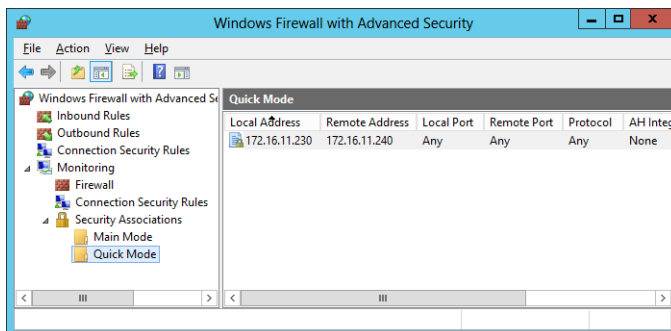 Windows Firewall with Advanced Security
File Action View Help
Windows Firewall with Advanced Se
Inbound Rules
Outbound Rules
Connection Security Rules
Monitoring
Firewall
Connection Security Rules
Security Associations
Main Mode
Quick Mode
Quick Mode
Local Address Remote Address Local Port Remote Port Protocol AH Integ
172.16.11.230 172.16.11.240 Any Any Any None